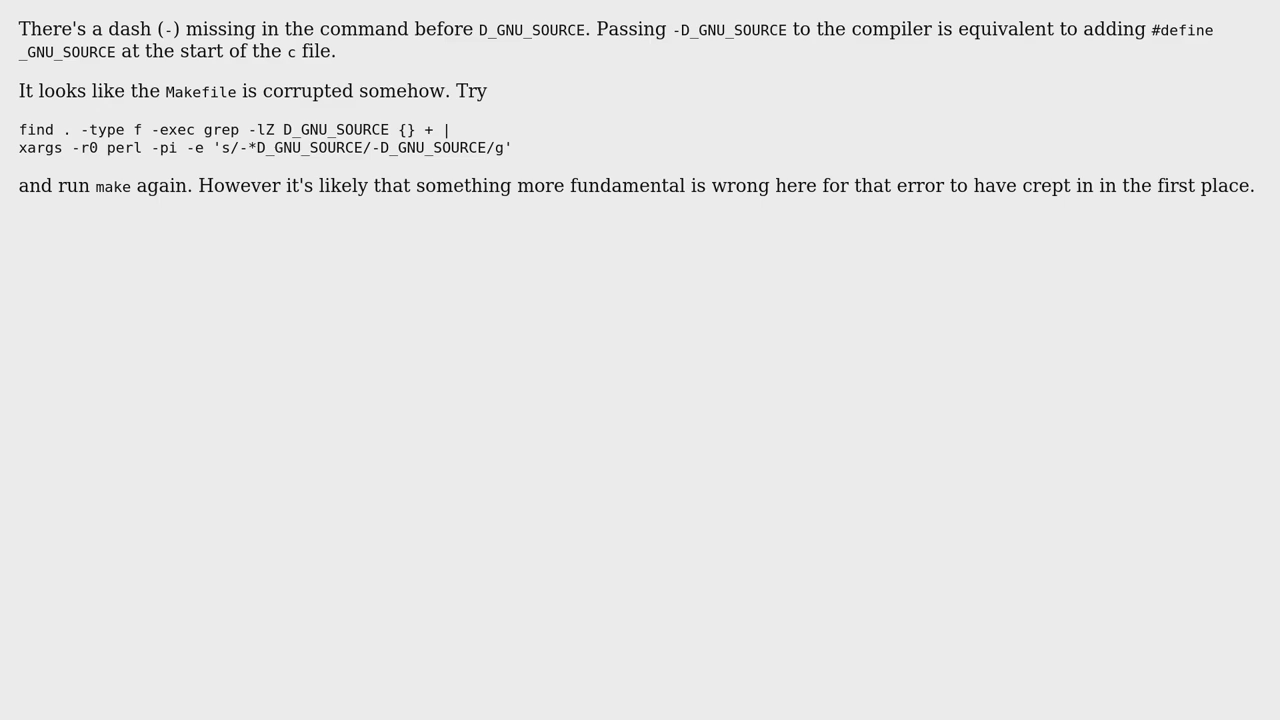 There's a dash (-) missing in the command before D_GNU_SOURCE. Passing -D_GNU_SOURCE to the compiler is equivalent to adding #define
_GNU_SOURCE at the start of the c file.
It looks like the Makefile is corrupted somehow. Try
find . -type f -exec grep -lZ D_GNU_SOURCE {} + |
xargs -r0 perl -pi -e 's/-*D_GNU_SOURCE/-D_GNU_SOURCE/g'
and run make again. However it's likely that something more fundamental is wrong here for that error to have crept in in the first place.